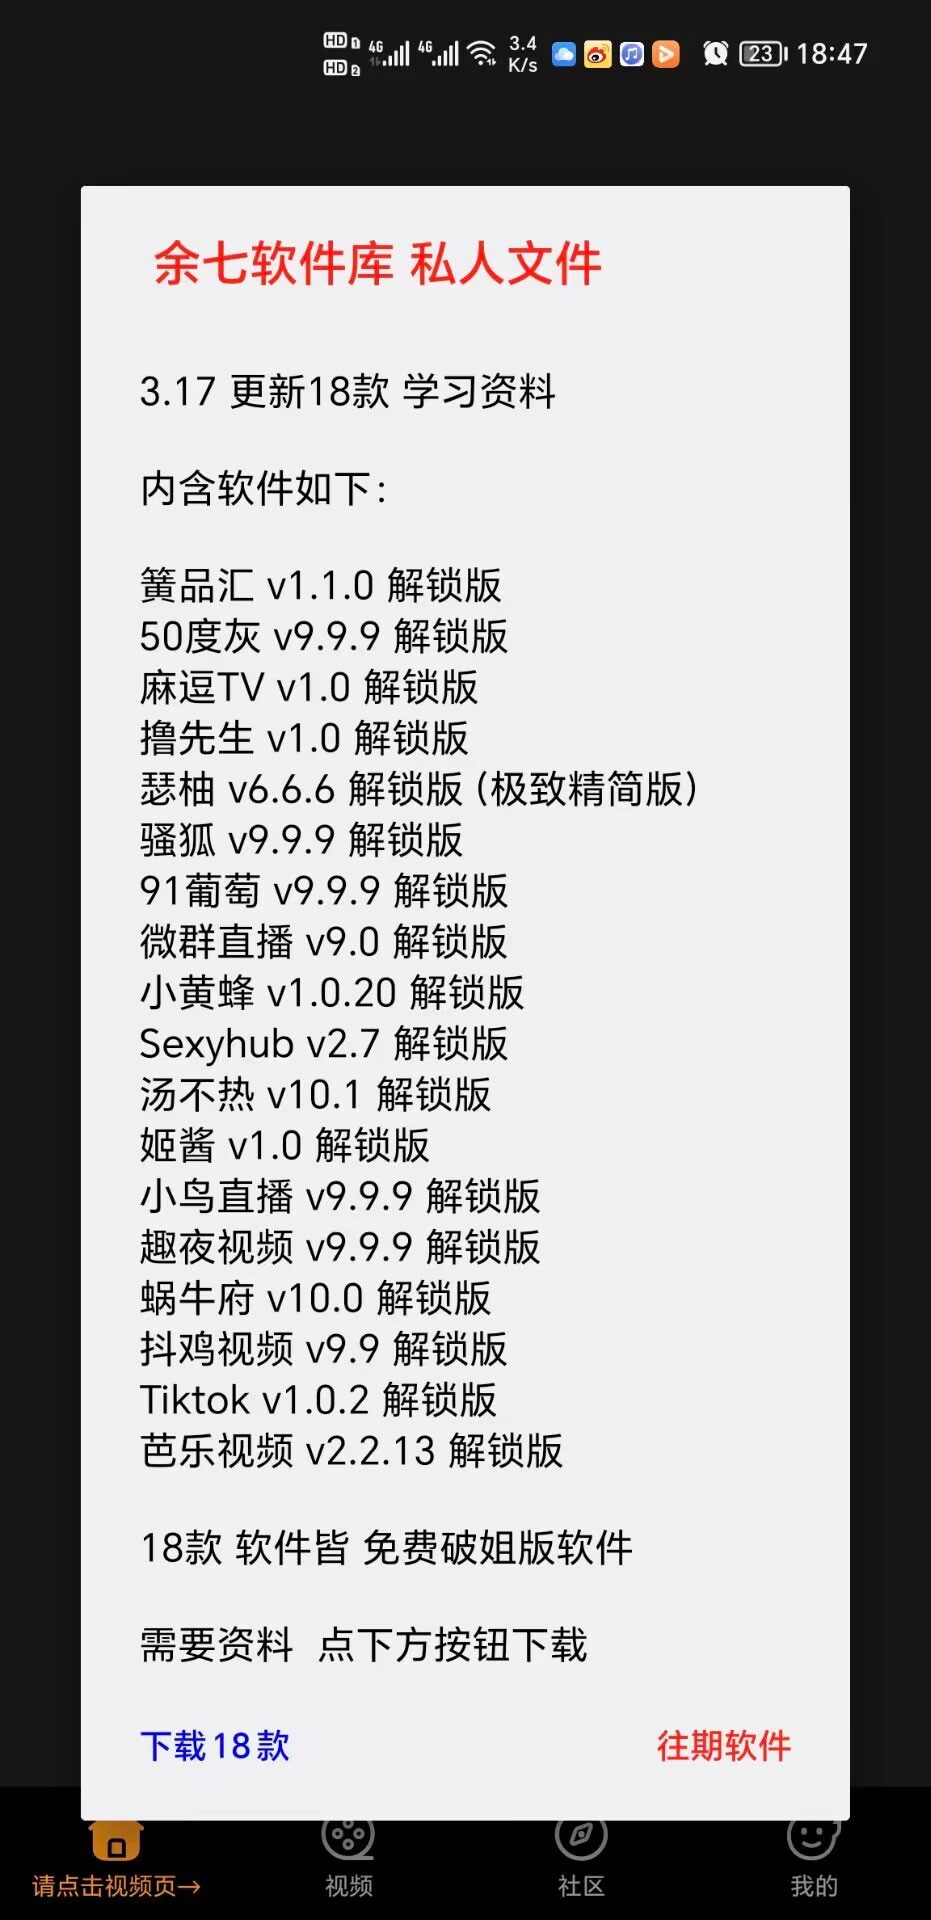 HD 1 4G 4G 3.4 23 18:47
HD 2 K/s
余七软件库 私人文件
3.17 更新18款 学习资料
内含软件如下：
簧品汇 v1.1.0 解锁版
50度灰 v9.9.9 解锁版
麻逗TV v1.0 解锁版
撸先生 v1.0 解锁版
瑟柚 v6.6.6 解锁版（极致精简版）
骚狐 v9.9.9 解锁版
91葡萄 v9.9.9 解锁版
微群直播 v9.0 解锁版
小黄蜂 v1.0.20 解锁版
Sexyhub v2.7 解锁版
汤不热 v10.1 解锁版
姬酱 v1.0 解锁版
小鸟直播 v9.9.9 解锁版
趣夜视频 v9.9.9 解锁版
蜗牛府 v10.0 解锁版
抖鸡视频 v9.9 解锁版
Tiktok v1.0.2 解锁版
芭乐视频 v2.2.13 解锁版
18款 软件皆 免费破姐版软件
需要资料 点下方按钮下载
下载18款 往期软件
请点击视频页→ 视频 社区 我的